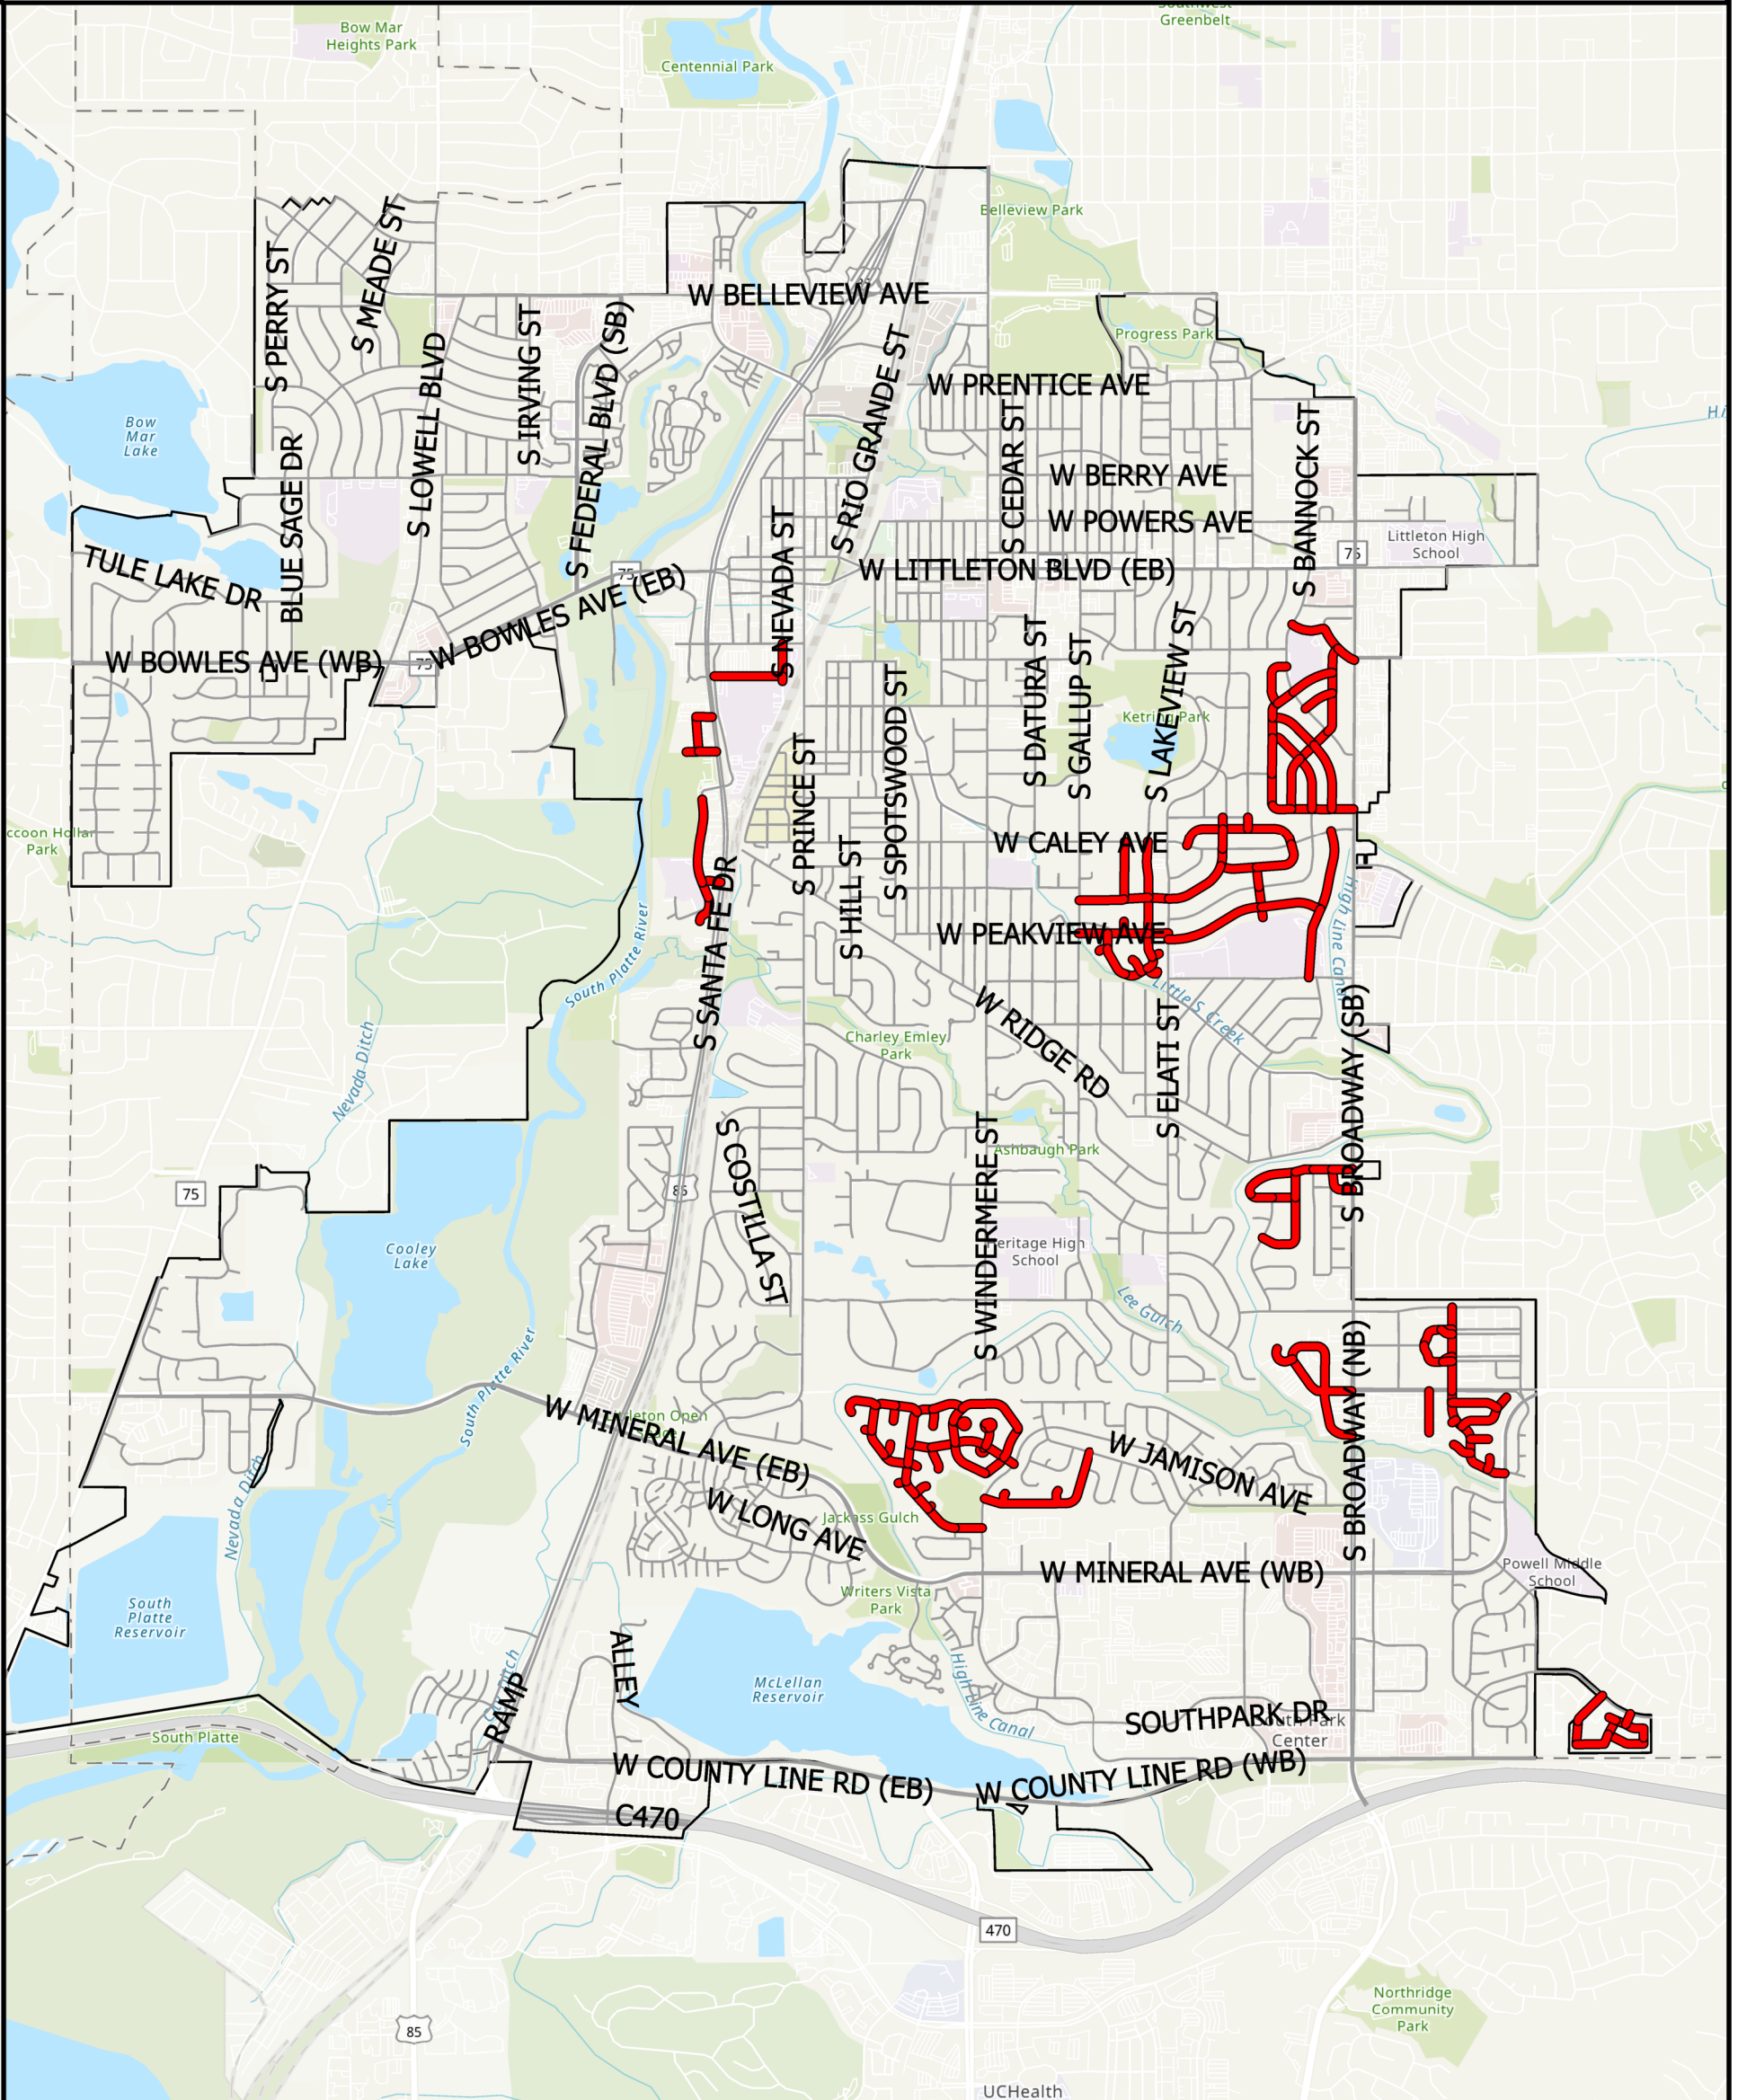 Bow Mar
Heights Park
Southwest
Greenbelt
Centennial Park
Belleview Park
S PERRY ST
S MEADE ST
W BELLEVIEW AVE
85
Progress Park
S LOWELL BLVD
S IRVING ST
S FEDERAL BLVD (SB)
S RIO GRANDE ST
W PRENTICE AVE
Bow
Mar
Lake
BLUE SAGE DR
S CEDAR ST
S BANNOCK ST
W BERRY AVE
W POWERS AVE
Littleton High
School
75
S NEVADA ST
TULE LAKE DR
75
W LITTLETON BLVD (EB)
W BOWLES AVE (EB)
W BOWLES AVE (WB)
75
S DATURA ST
S GALLUP ST
S LAKEVIEW ST
S SPOTSWOOD ST
Ketring Park
S PRINCE ST
S HILL ST
W CALEY AVE
ccoon Hollar
Park
S SANTA FE DR
W PEAKVIEW AVE
High Line Canal
South Platte River
Little S Creek
W RIDGE RD
S ELATI ST
S BROADWAY (SB)
Charley Emley
Park
Nevada Ditch
S COSTILLA ST
S WINDERMERE ST
Ashbaugh Park
75
85
Cooley
Lake
Heritage High
School
Lee Gulch
South Platte River
S BROADWAY (NB)
W MINERAL AVE (EB)
Littleton Open
W JAMISON AVE
Nevada Ditch
W LONG AVE
Jackass Gulch
W MINERAL AVE (WB)
Powell Middle
School
Writers Vista
Park
South
Platte
Reservoir
ALLEY
RAMP
McLellan
Reservoir
High Line Canal
SOUTHPARK DR
South Park
Center
South Platte
W COUNTY LINE RD (EB)
W COUNTY LINE RD (WB)
C470
470
85
Northridge
Community
Park
UCHealth